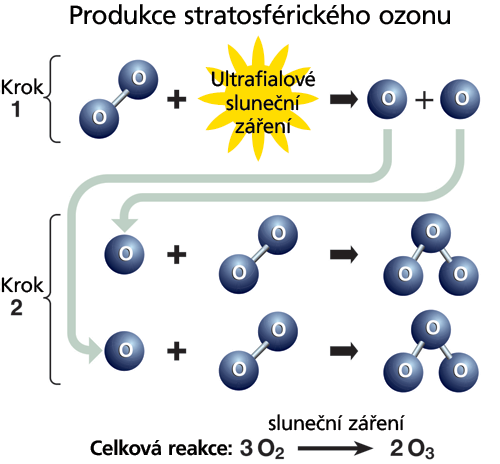 Produkce stratosférického ozonu
Krok
1
O
O
+
Ultrafialové
sluneční
záření
O + O
Krok
2
O + O O O O O
O + O O O O O
sluneční záření
Celková reakce: 3 O₂ → 2 O₃